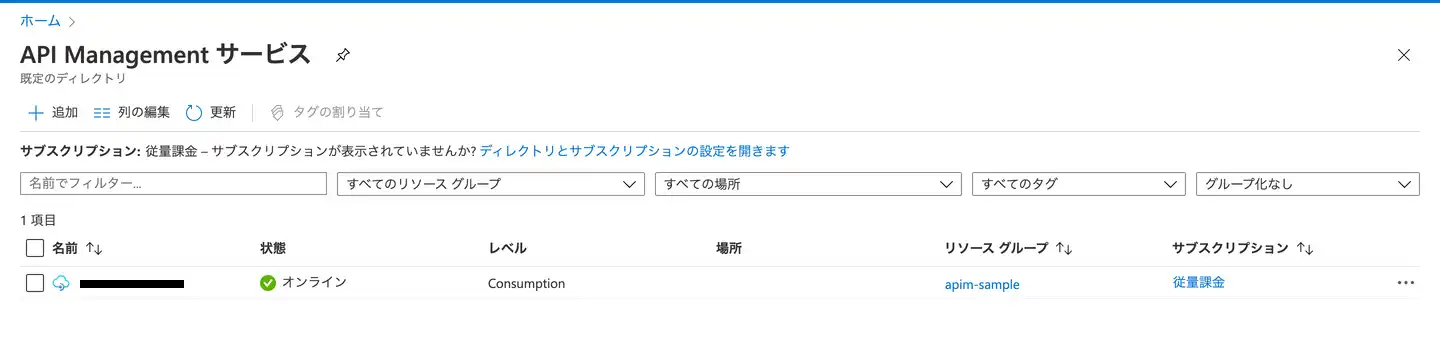 ホーム
API Management サービス
既定のディレクトリ
追加 列の編集 更新 タグの割り当て
サブスクリプション: 従量課金 – サブスクリプションが表示されていませんか? ディレクトリとサブスクリプションの設定を開きます
名前でフィルター... すべてのリソース グループ すべての場所 すべてのタグ グループ化なし
1 項目
名前 状態 レベル 場所 リソース グループ サブスクリプション
オンライン Consumption apim-sample 従量課金